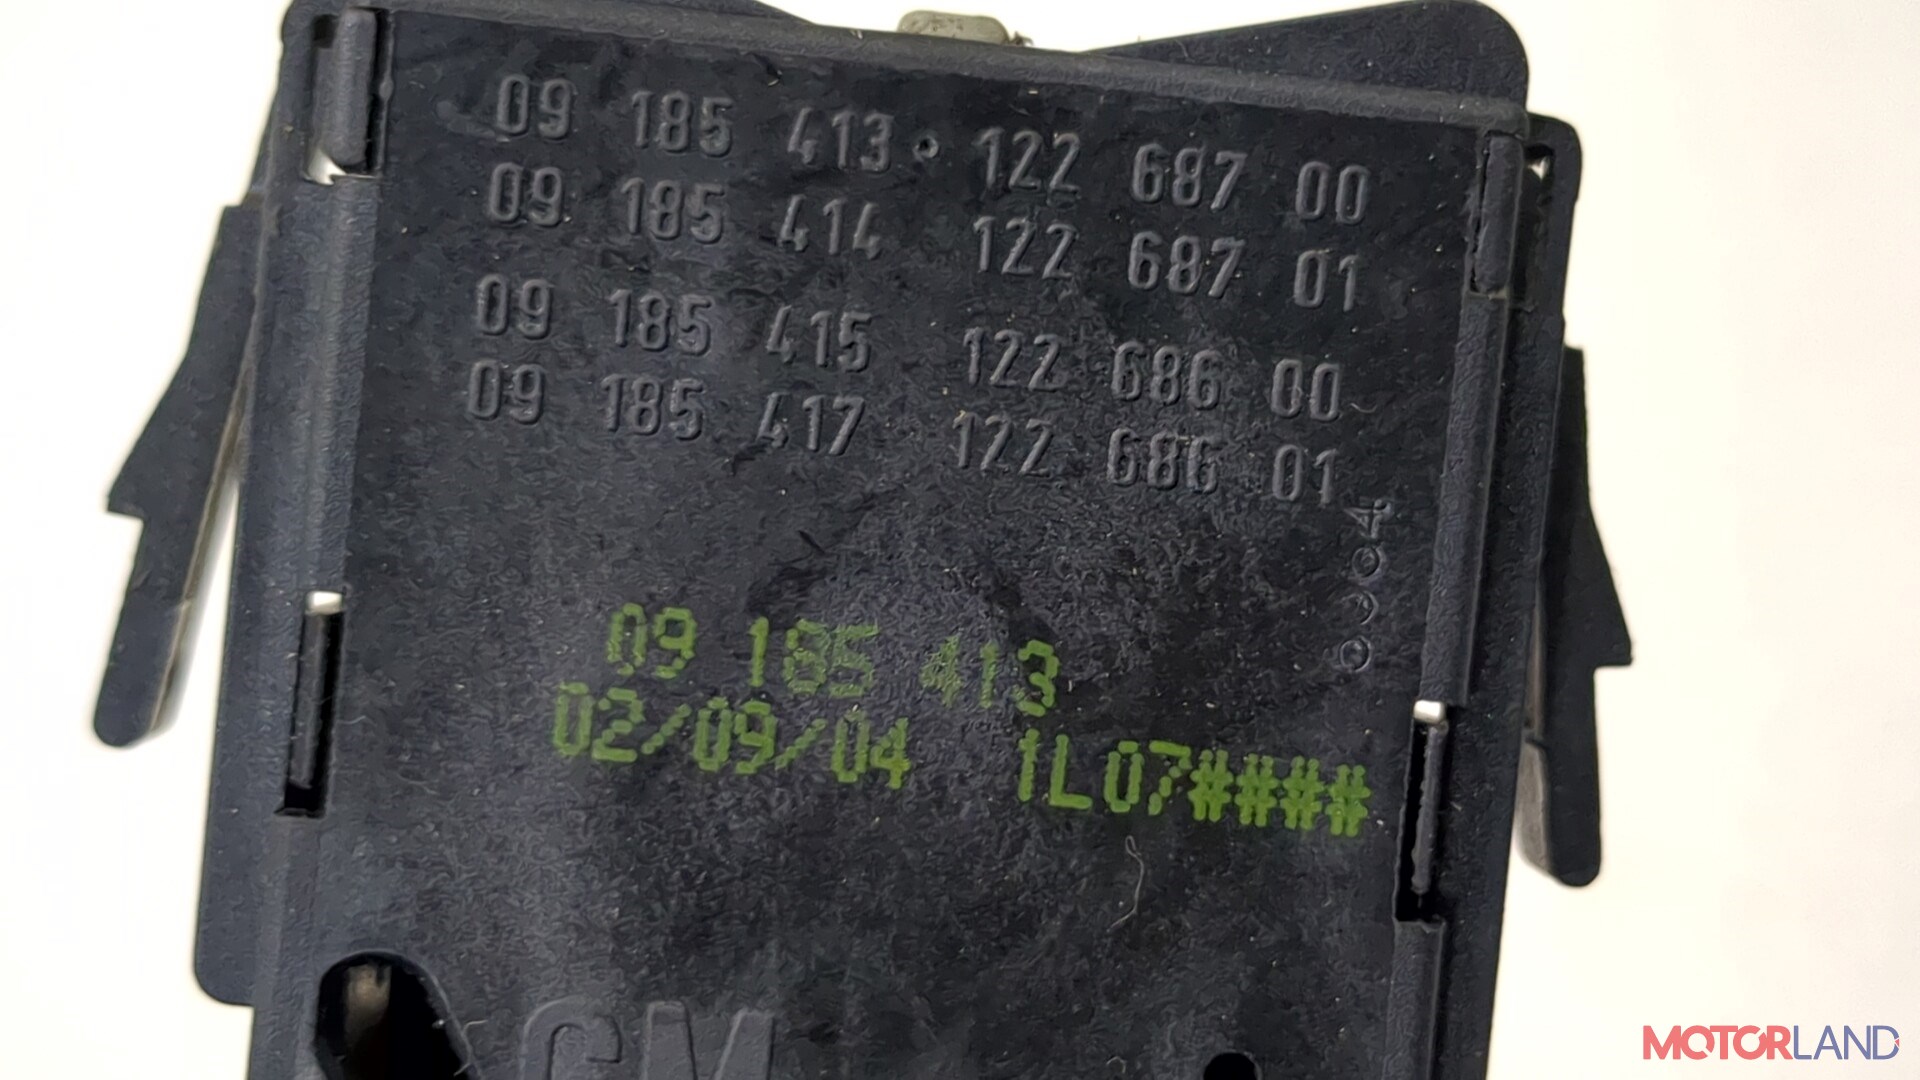 09 185 413 • 122 687 00
09 185 414 122 687 01
09 185 415 122 686 00
09 185 417 122 686 01
09 185 413
02/09/04 1L07####
GM
MOTORLAND